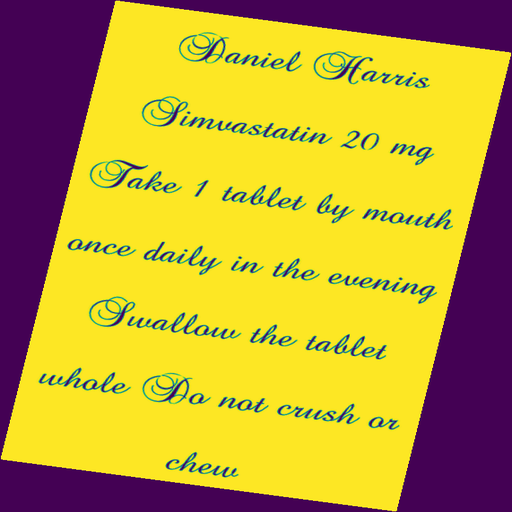 Daniel Harris
Simvastatin 20 mg
Take 1 tablet by mouth
once daily in the evening
Swallow the tablet
whole Do not crush or
chew